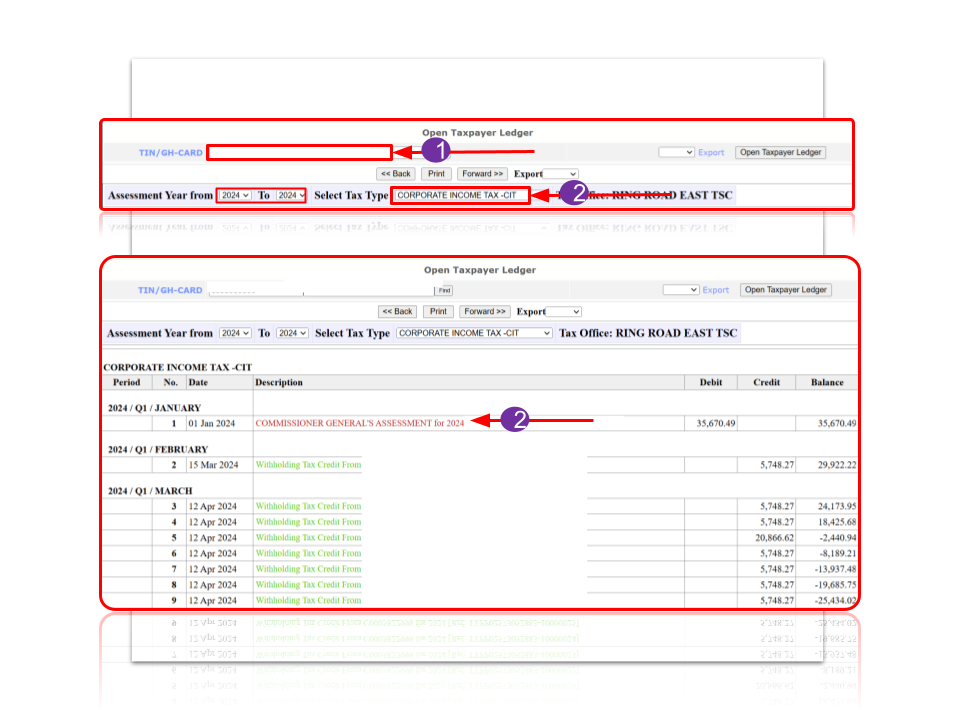 Open Taxpayer Ledger
TIN/GH-CARD 1 Export Open Taxpayer Ledger
<< Back Print Forward >> Export
Assessment Year from 2024 To 2024 Select Tax Type CORPORATE INCOME TAX -CIT 2 Tax Office: RING ROAD EAST TSC
Open Taxpayer Ledger
TIN/GH-CARD Find Export Open Taxpayer Ledger
<< Back Print Forward >> Export
Assessment Year from 2024 To 2024 Select Tax Type CORPORATE INCOME TAX -CIT Tax Office: RING ROAD EAST TSC
CORPORATE INCOME TAX -CIT
Period No. Date Description Debit Credit Balance
2024 / Q1 / JANUARY
1 01 Jan 2024 COMMISSIONER GENERAL'S ASSESSMENT for 2024 2 35,670.49 35,670.49
2024 / Q1 / FEBRUARY
2 15 Mar 2024 Withholding Tax Credit From 5,748.27 29,922.22
2024 / Q1 / MARCH
3 12 Apr 2024 Withholding Tax Credit From 5,748.27 24,173.95
4 12 Apr 2024 Withholding Tax Credit From 5,748.27 18,425.68
5 12 Apr 2024 Withholding Tax Credit From 20,866.62 -2,440.94
6 12 Apr 2024 Withholding Tax Credit From 5,748.27 -8,189.21
7 12 Apr 2024 Withholding Tax Credit From 5,748.27 -13,937.48
8 12 Apr 2024 Withholding Tax Credit From 5,748.27 -19,685.75
9 12 Apr 2024 Withholding Tax Credit From 5,748.27 -25,434.02